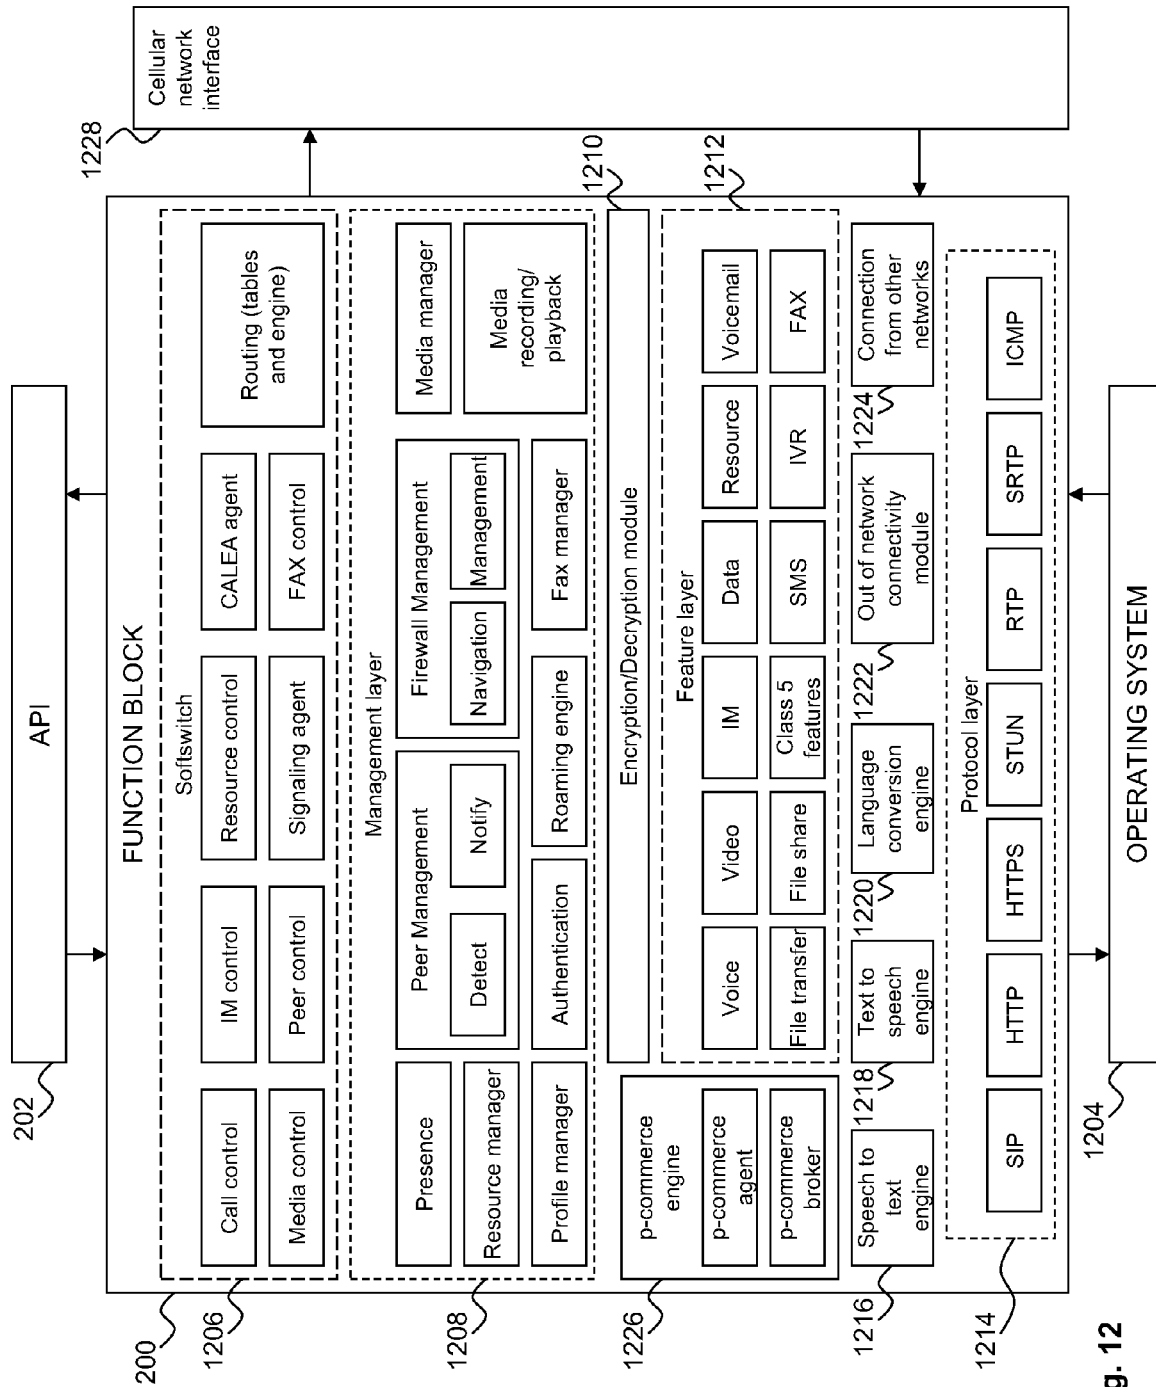 202
API
FUNCTION BLOCK
200
1206
Softswitch
Call control
IM control
Resource control
CALEA agent
Routing (tables
and engine)
Media control
Peer control
Signaling agent
FAX control
1208
Management layer
Presence
Peer Management
Detect
Notify
Firewall Management
Navigation
Management
Media manager
Resource manager
Media
recording/
playback
Profile manager
Authentication
Roaming engine
Fax manager
1210
Encryption/Decryption module
1226
p-commerce
engine
p-commerce
agent
p-commerce
broker
1212
Feature layer
Voice
Video
IM
Data
Resource
Voicemail
File transfer
File share
Class 5
features
SMS
IVR
FAX
1216
Speech to
text
engine
1218
Text to
speech
engine
1220
Language
conversion
engine
1222
Out of network
connectivity
module
1224
Connection
from other
networks
1214
Protocol layer
SIP
HTTP
HTTPS
STUN
RTP
SRTP
ICMP
1204
OPERATING SYSTEM
1228
Cellular
network
interface
g. 12